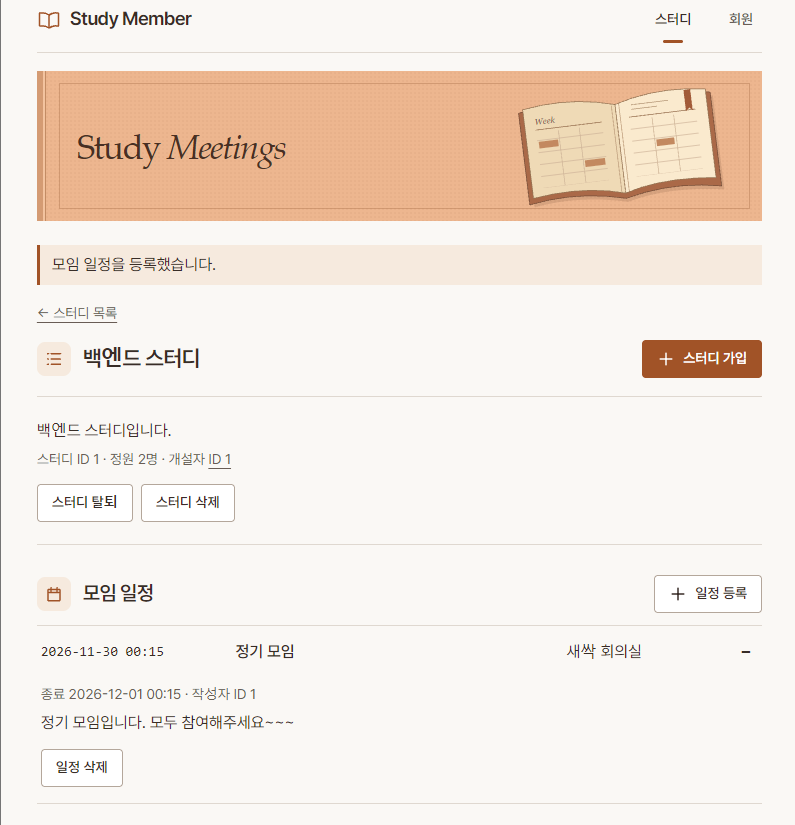 Study Member
스터디 회원
Study Meetings
Week
모임 일정을 등록했습니다.
← 스터디 목록
백엔드 스터디
+ 스터디 가입
백엔드 스터디입니다.
스터디 ID 1 · 정원 2명 · 개설자 ID 1
스터디 탈퇴 스터디 삭제
모임 일정
+ 일정 등록
2026-11-30 00:15 정기 모임 새싹 회의실 −
종료 2026-12-01 00:15 · 작성자 ID 1
정기 모임입니다. 모두 참여해주세요~~~
일정 삭제